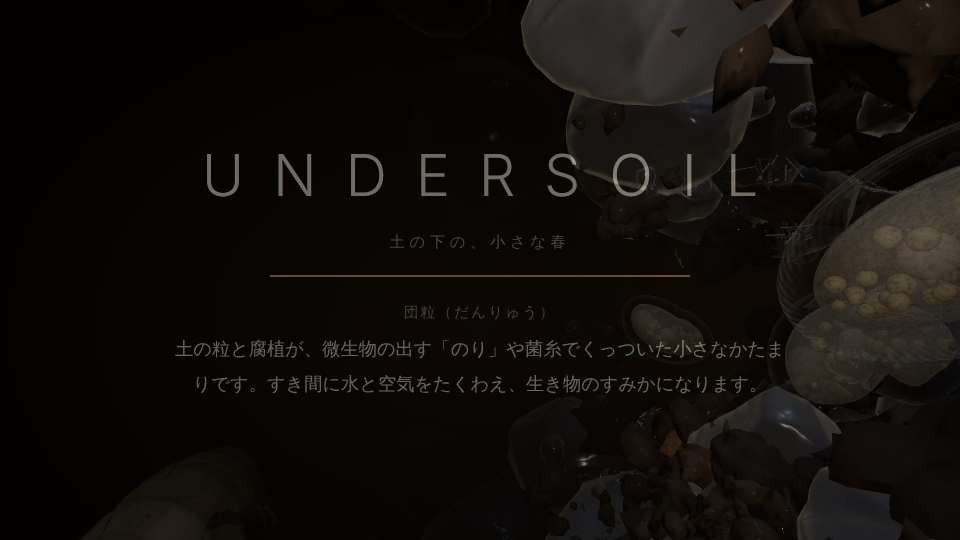 UNDERSOIL
土の下の、小さな春
団粒（だんりゅう）
土の粒と腐植が、微生物の出す「のり」や菌糸でくっついた小さなかたま
りです。すき間に水と空気をたくわえ、生き物のすみかになります。